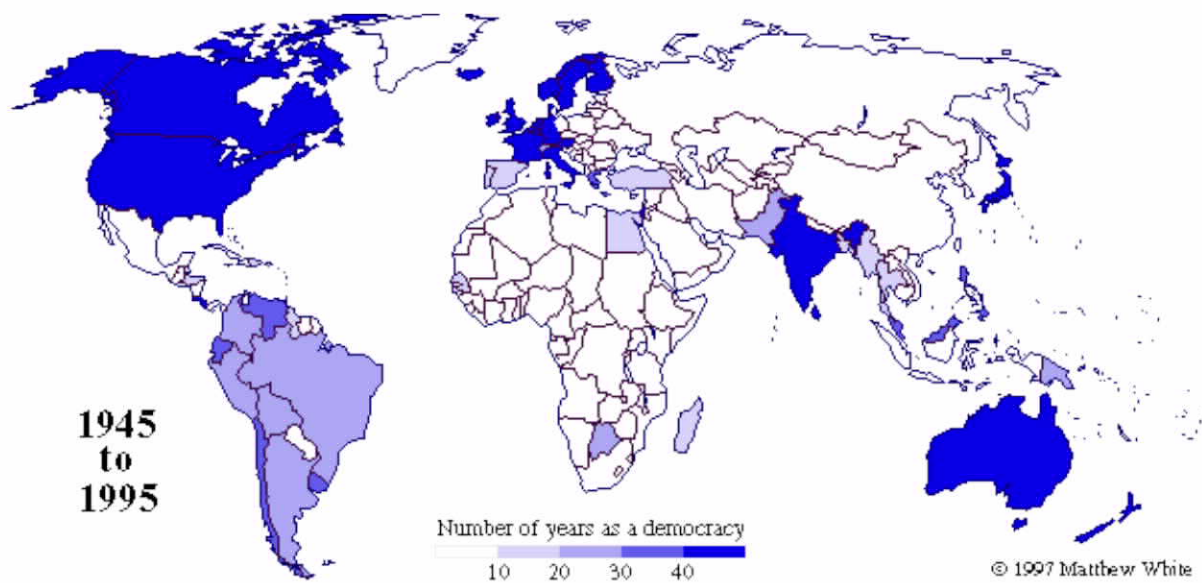 1945
to
1995
Number of years as a democracy
10 20 30 40
© 1997 Matthew White